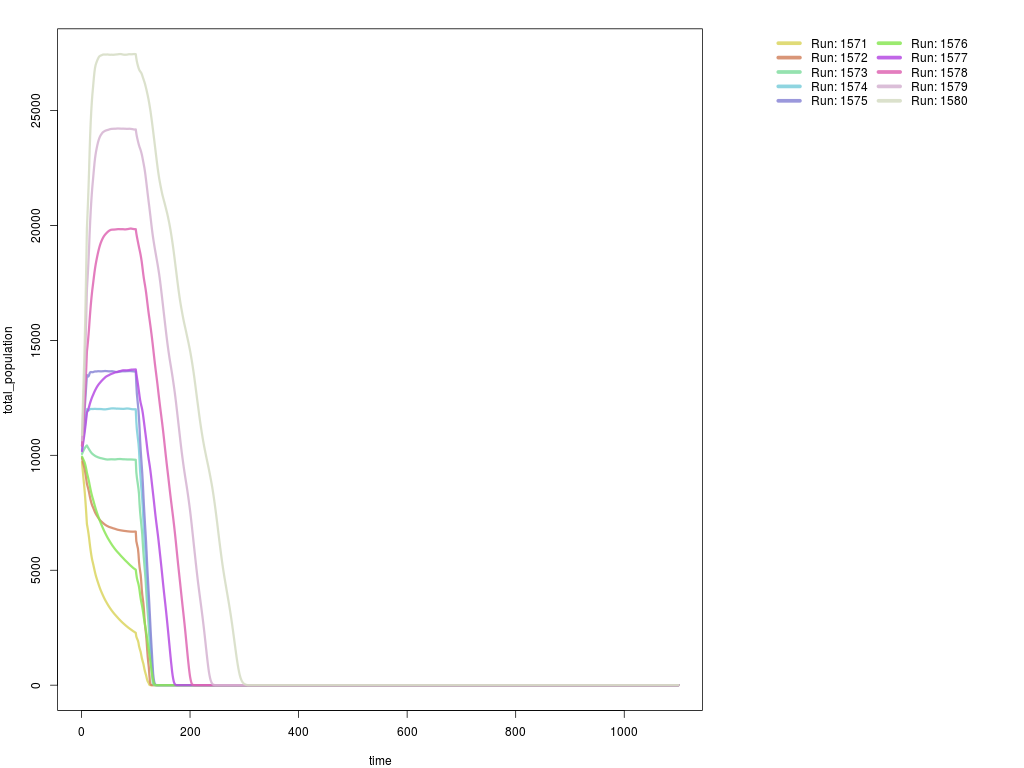 Run: 1571
Run: 1572
Run: 1573
Run: 1574
Run: 1575
Run: 1576
Run: 1577
Run: 1578
Run: 1579
Run: 1580
total_population
25000
20000
15000
10000
5000
0
0 200 400 600 800 1000
time